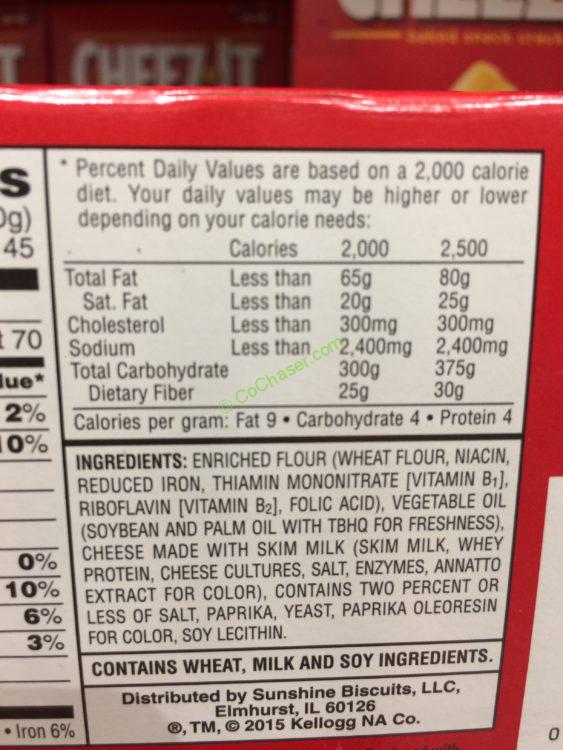 CHEEZ-IT
S
0g)
45
70
lue*
2%
0%
0%
10%
6%
3%
• Iron 6%
* Percent Daily Values are based on a 2,000 calorie
diet. Your daily values may be higher or lower
depending on your calorie needs:
Calories 2,000 2,500
Total Fat Less than 65g 80g
Sat. Fat Less than 20g 25g
Cholesterol Less than 300mg 300mg
Sodium Less than 2,400mg 2,400mg
Total Carbohydrate 300g 375g
Dietary Fiber 25g 30g
© CoChaser.com
Calories per gram: Fat 9 • Carbohydrate 4 • Protein 4
INGREDIENTS: ENRICHED FLOUR (WHEAT FLOUR, NIACIN,
REDUCED IRON, THIAMIN MONONITRATE [VITAMIN B1],
RIBOFLAVIN [VITAMIN B2], FOLIC ACID), VEGETABLE OIL
(SOYBEAN AND PALM OIL WITH TBHQ FOR FRESHNESS),
CHEESE MADE WITH SKIM MILK (SKIM MILK, WHEY
PROTEIN, CHEESE CULTURES, SALT, ENZYMES, ANNATTO
EXTRACT FOR COLOR), CONTAINS TWO PERCENT OR
LESS OF SALT, PAPRIKA, YEAST, PAPRIKA OLEORESIN
FOR COLOR, SOY LECITHIN.
CONTAINS WHEAT, MILK AND SOY INGREDIENTS.
Distributed by Sunshine Biscuits, LLC,
Elmhurst, IL 60126
®, TM, © 2015 Kellogg NA Co.
0